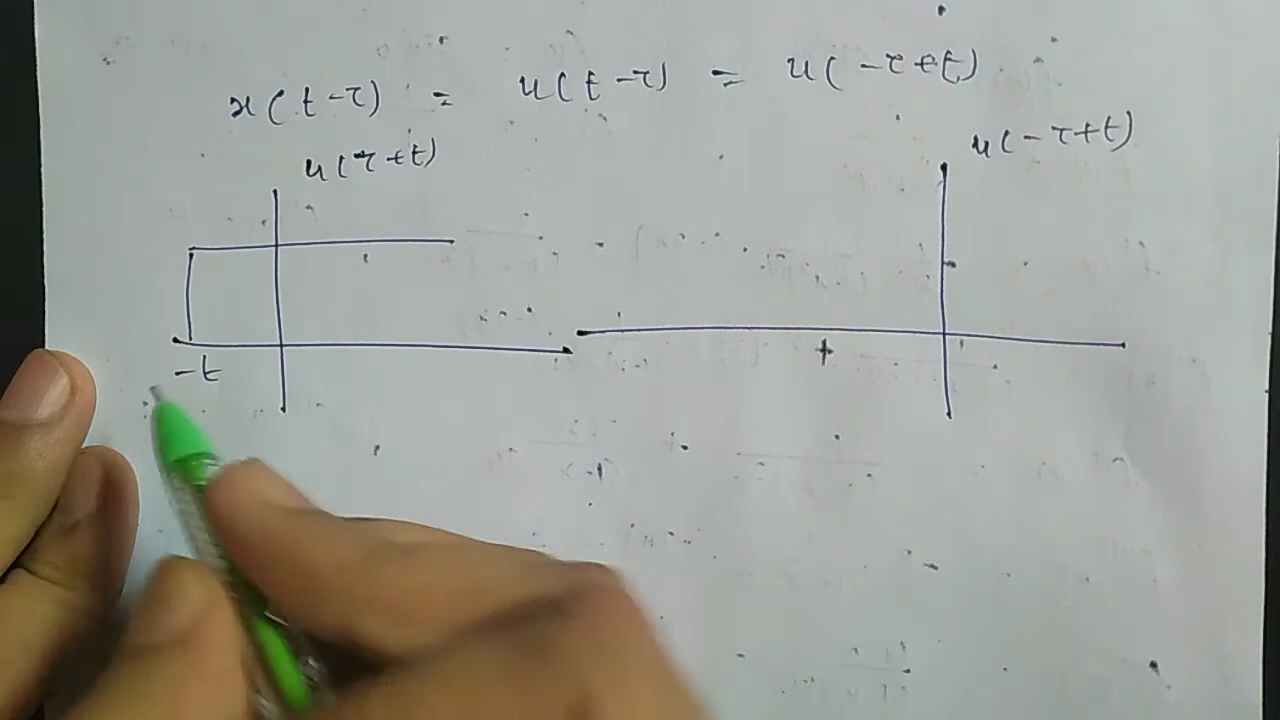 x(t-τ) = u(t-τ) = u(-τ+t)
u(τ+t)
u(-τ+t)
-t